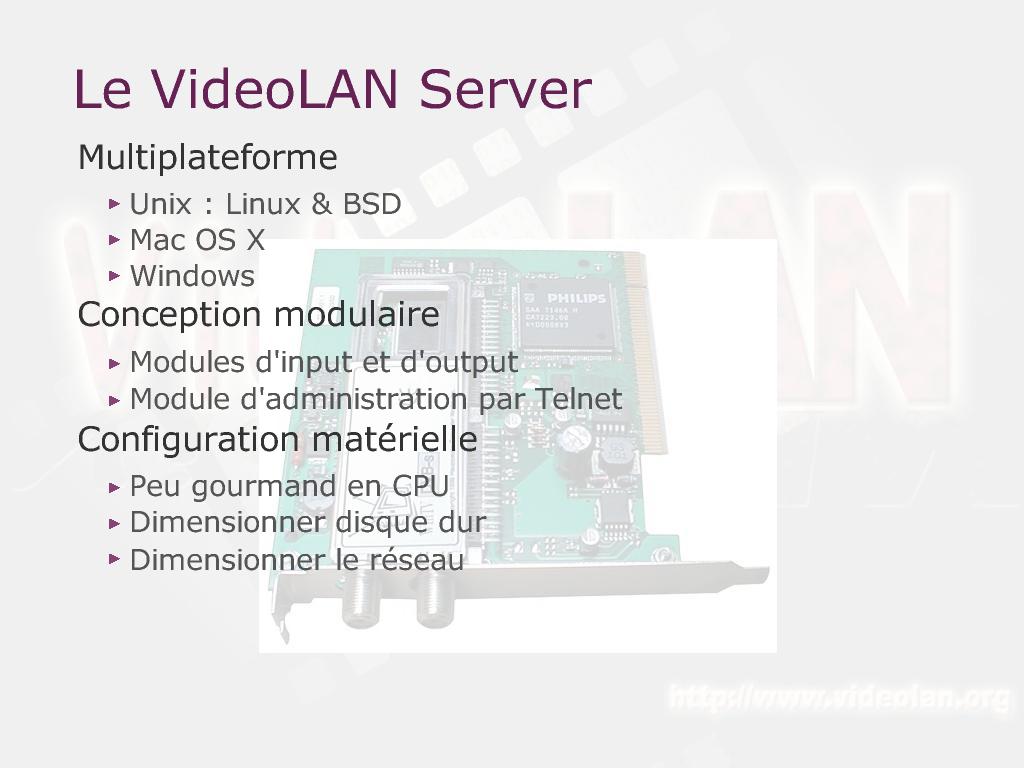 Le VideoLAN Server
Multiplateforme
Unix : Linux & BSD
Mac OS X
Windows
Conception modulaire
Modules d'input et d'output
Module d'administration par Telnet
Configuration matérielle
Peu gourmand en CPU
Dimensionner disque dur
Dimensionner le réseau
PHILIPS
http://www.videolan.org